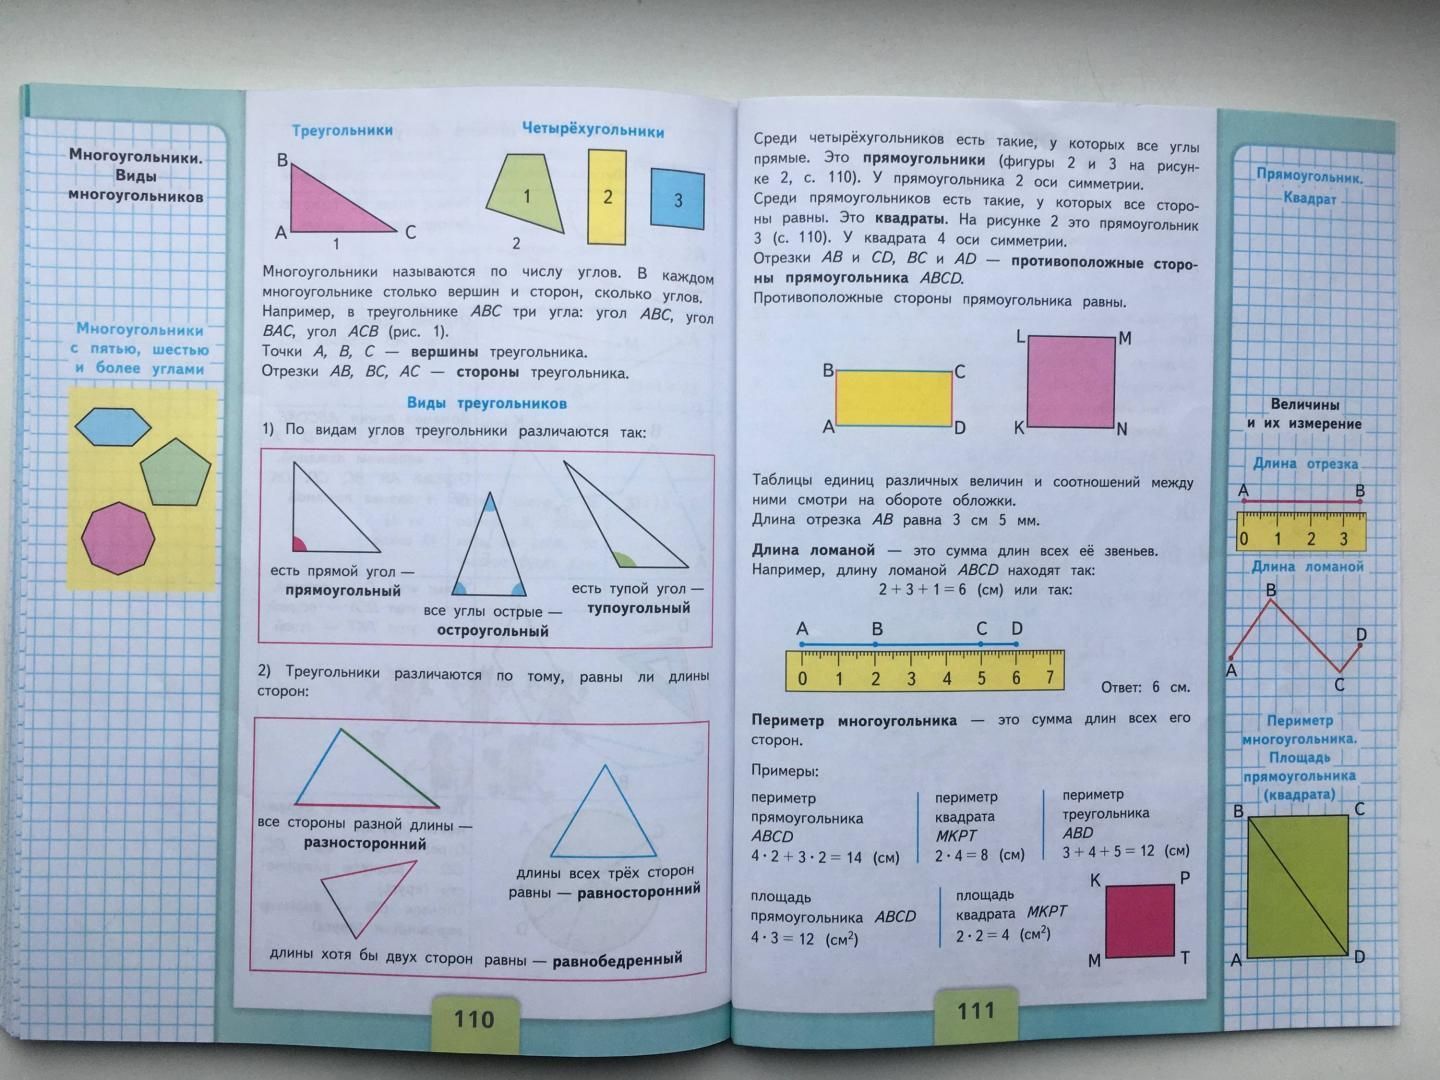 Многоугольники.
Виды
многоугольников
Многоугольники
с пятью, шестью
и более углами
Треугольники
Четырёхугольники
B
A
C
1
1
2
3
2
Многоугольники называются по числу углов. В каждом
многоугольнике столько вершин и сторон, сколько углов.
Например, в треугольнике ABC три угла: угол ABC, угол
BAC, угол ACB (рис. 1).
Точки A, B, C — вершины треугольника.
Отрезки AB, BC, AC — стороны треугольника.
Виды треугольников
1) По видам углов треугольники различаются так:
есть прямой угол —
прямоугольный
все углы острые —
остроугольный
есть тупой угол —
тупоугольный
2) Треугольники различаются по тому, равны ли длины
сторон:
все стороны разной длины —
разносторонний
длины всех трёх сторон
равны — равносторонний
длины хотя бы двух сторон равны — равнобедренный
110
Среди четырёхугольников есть такие, у которых все углы
прямые. Это прямоугольники (фигуры 2 и 3 на рисун-
ке 2, с. 110). У прямоугольника 2 оси симметрии.
Среди прямоугольников есть такие, у которых все сторо-
ны равны. Это квадраты. На рисунке 2 это прямоугольник
3 (с. 110). У квадрата 4 оси симметрии.
Отрезки AB и CD, BC и AD — противоположные сторо-
ны прямоугольника ABCD.
Противоположные стороны прямоугольника равны.
B
C
A
D
L
M
K
N
Таблицы единиц различных величин и соотношений между
ними смотри на обороте обложки.
Длина отрезка AB равна 3 см 5 мм.
Длина ломаной — это сумма длин всех её звеньев.
Например, длину ломаной ABCD находят так:
2 + 3 + 1 = 6 (см) или так:
A B C D
0 1 2 3 4 5 6 7
Ответ: 6 см.
Периметр многоугольника — это сумма длин всех его
сторон.
Примеры:
периметр
прямоугольника
ABCD
4 · 2 + 3 · 2 = 14 (см)
периметр
квадрата
MKPT
2 · 4 = 8 (см)
периметр
треугольника
ABD
3 + 4 + 5 = 12 (см)
площадь
прямоугольника ABCD
4 · 3 = 12 (см²)
площадь
квадрата MKPT
2 · 2 = 4 (см²)
K
P
M
T
111
Прямоугольник.
Квадрат
Величины
и их измерение
Длина отрезка
A B
0 1 2 3
Длина ломаной
B
D
A
C
Периметр
многоугольника.
Площадь
прямоугольника
(квадрата)
B
C
A
D